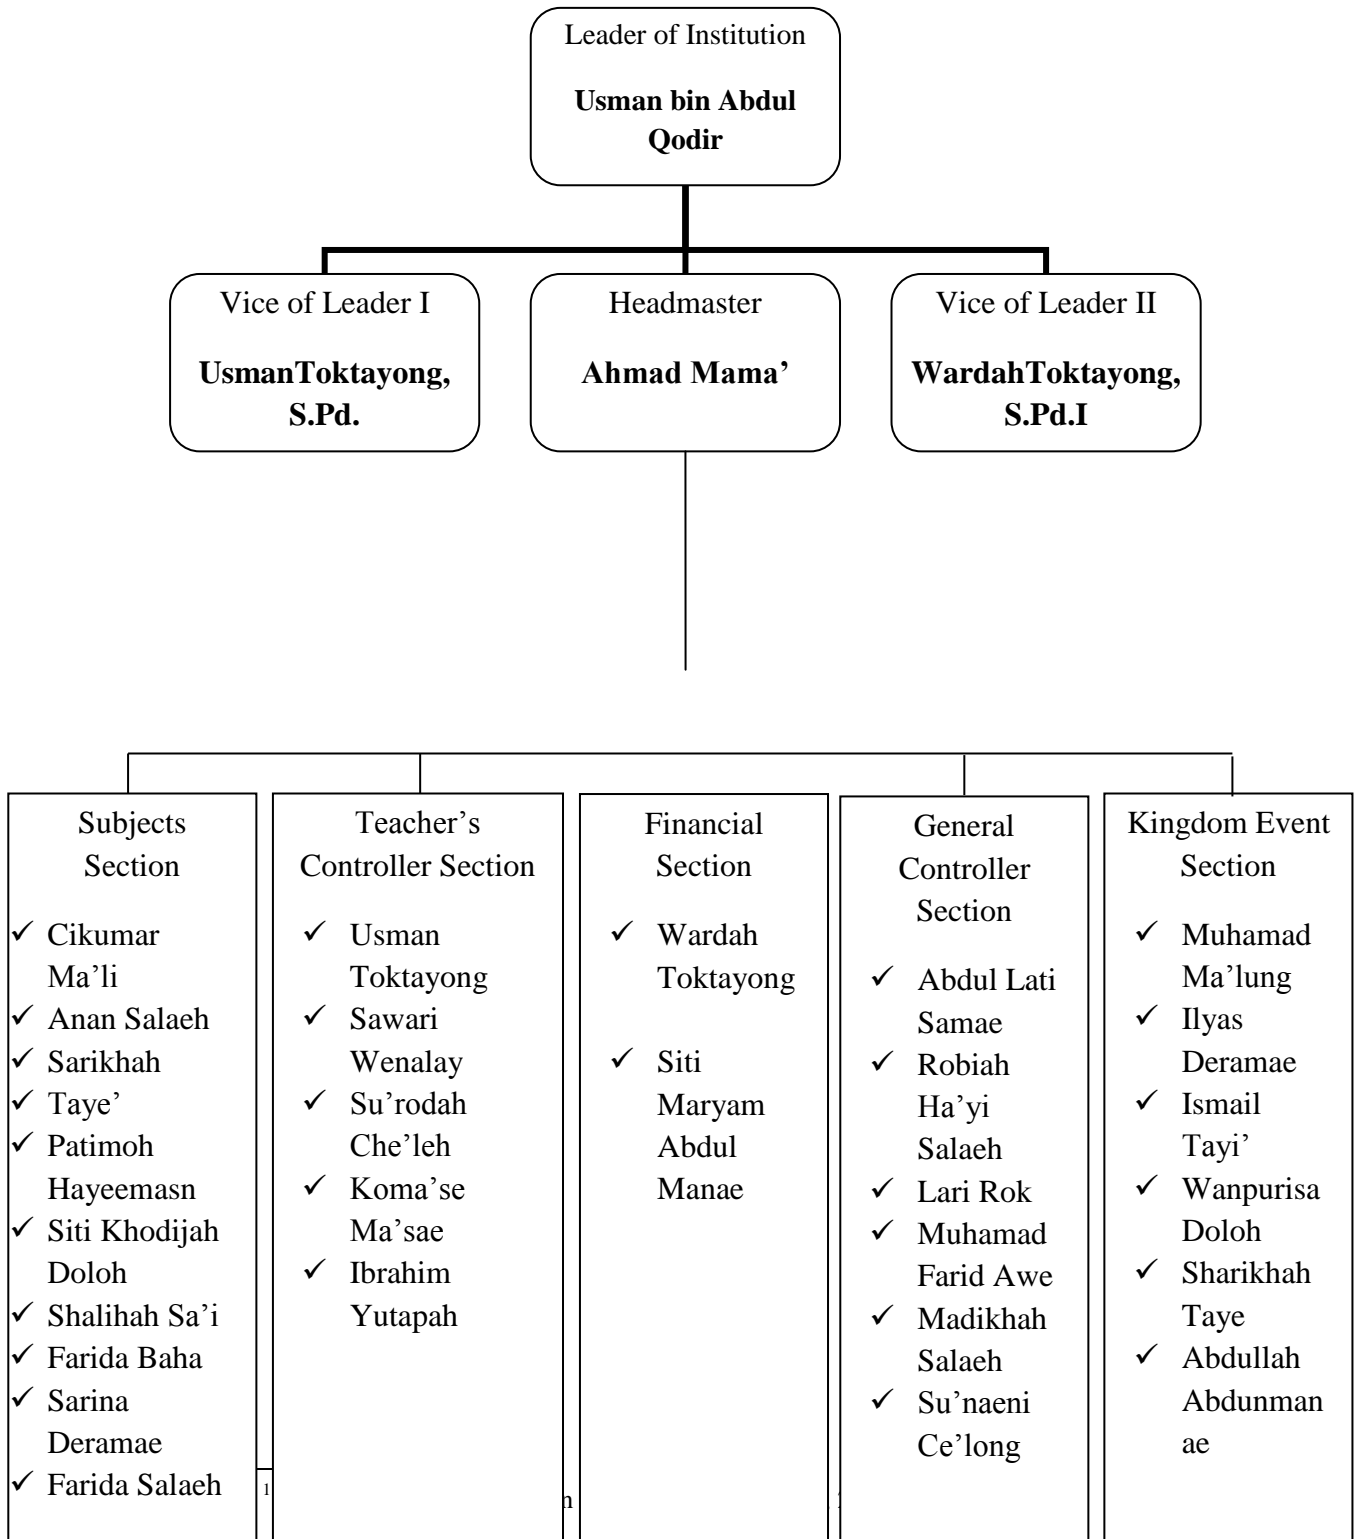 Leader of Institution
Usman bin Abdul
Qodir
Vice of Leader I
UsmanToktayong,
S.Pd.
Headmaster
Ahmad Mama’
Vice of Leader II
WardahToktayong,
S.Pd.I
Subjects
Section
✓ Cikumar
Ma’li
✓ Anan Salaeh
✓ Sarikhah
✓ Taye’
✓ Patimoh
Hayeemasn
✓ Siti Khodijah
Doloh
✓ Shalihah Sa’i
✓ Farida Baha
✓ Sarina
Deramae
✓ Farida Salaeh
Teacher’s
Controller Section
✓ Usman
Toktayong
✓ Sawari
Wenalay
✓ Su’rodah
Che’leh
✓ Koma’se
Ma’sae
✓ Ibrahim
Yutapah
Financial
Section
✓ Wardah
Toktayong
✓ Siti
Maryam
Abdul
Manae
General
Controller
Section
✓ Abdul Lati
Samae
✓ Robiah
Ha’yi
Salaeh
✓ Lari Rok
✓ Muhamad
Farid Awe
✓ Madikhah
Salaeh
✓ Su’naeni
Ce’long
Kingdom Event
Section
✓ Muhamad
Ma’lung
✓ Ilyas
Deramae
✓ Ismail
Tayi’
✓ Wanpurisa
Doloh
✓ Sharikhah
Taye
✓ Abdullah
Abdunman
ae
1